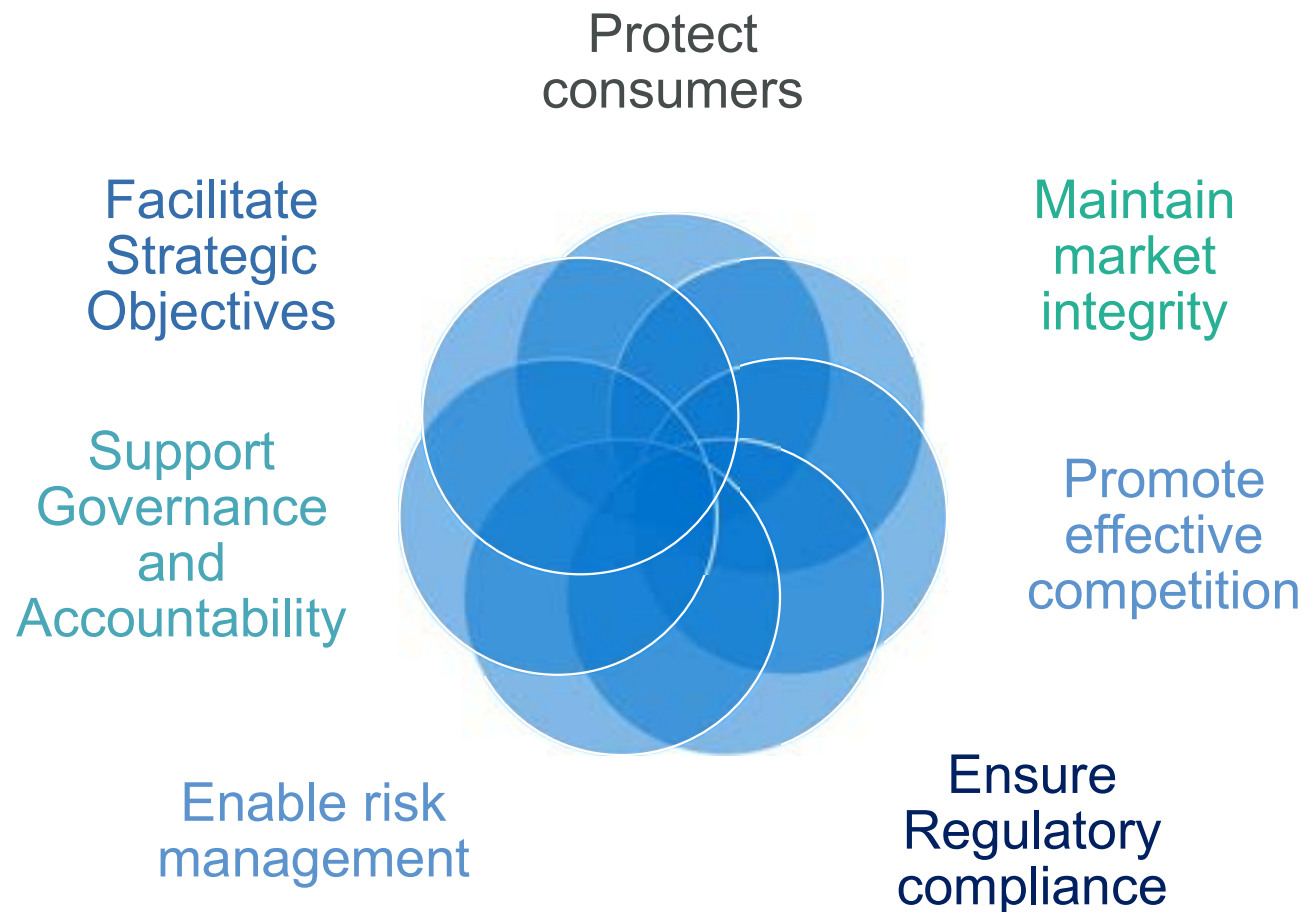 Protect
consumers
Facilitate
Strategic
Objectives
Maintain
market
integrity
Support
Governance
and
Accountability
Promote
effective
competition
Enable risk
management
Ensure
Regulatory
compliance